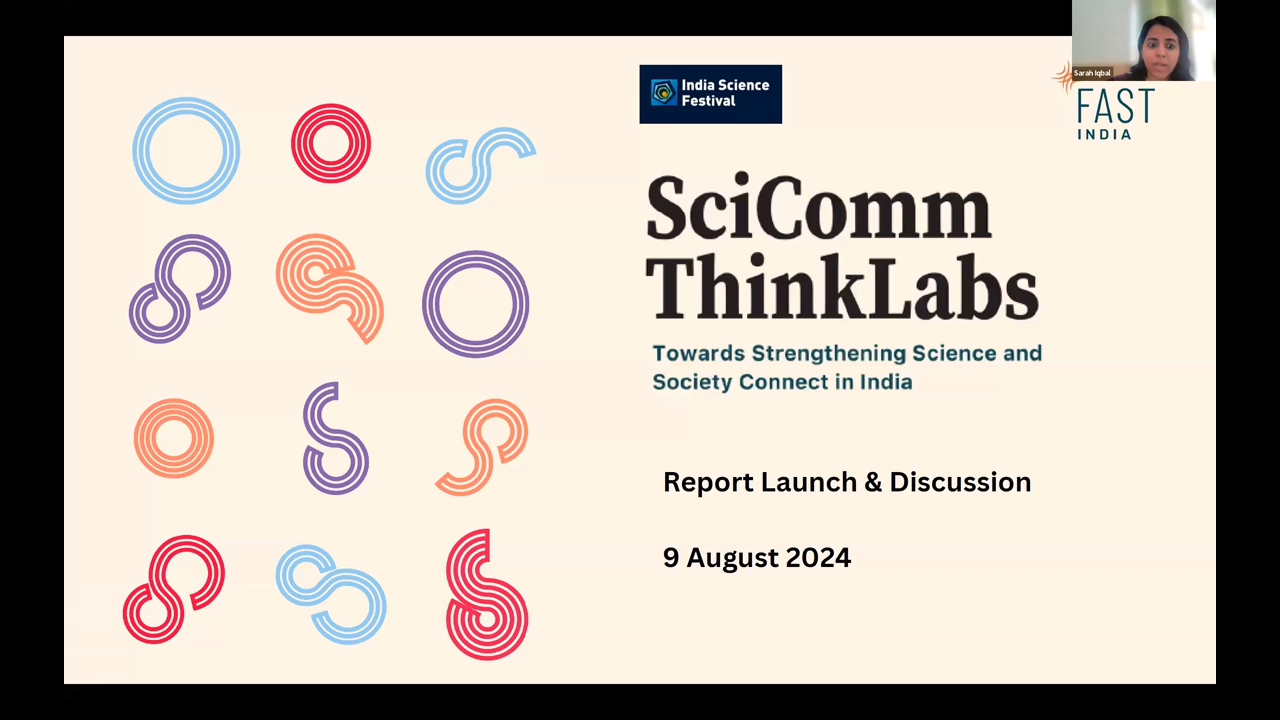 India Science
Festival
Sarah Iqbal
FAST
INDIA
SciComm
ThinkLabs
Towards Strengthening Science and
Society Connect in India
Report Launch & Discussion
9 August 2024